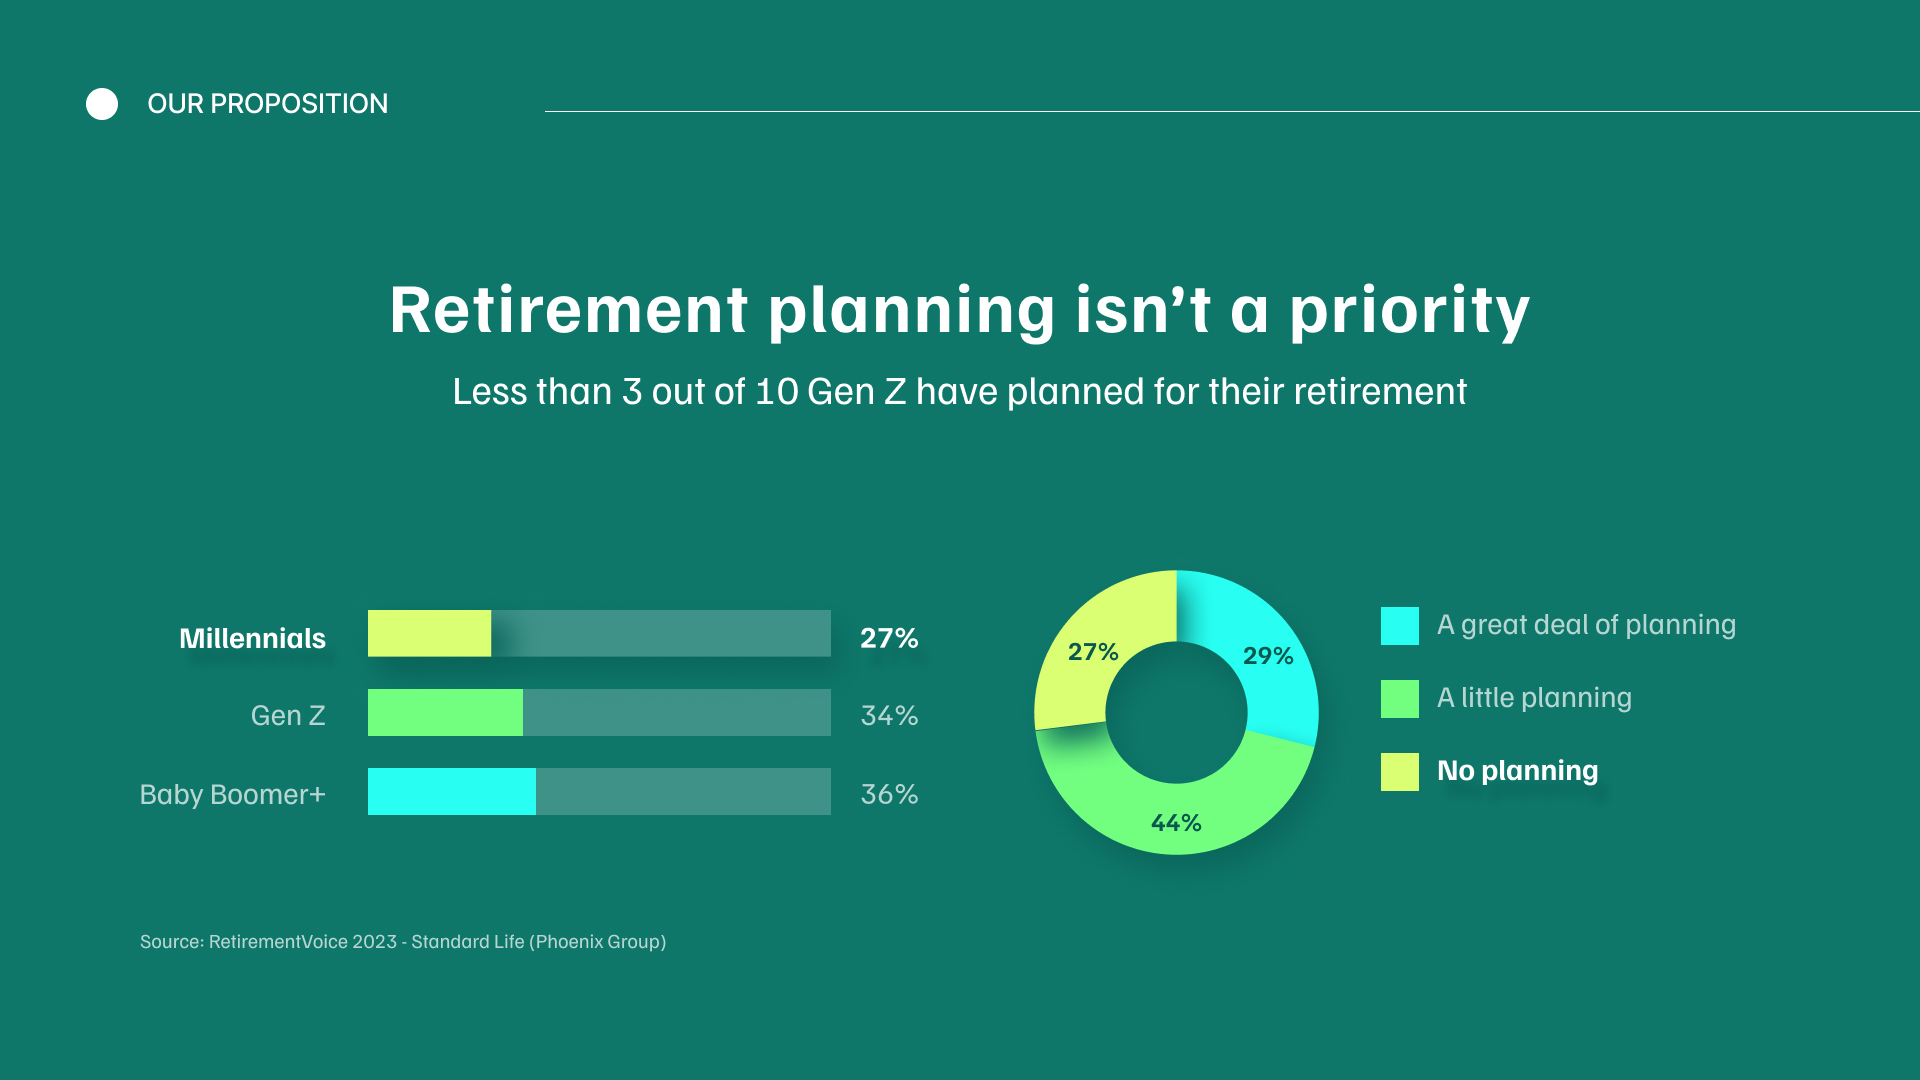 OUR PROPOSITION
Retirement planning isn’t a priority
Less than 3 out of 10 Gen Z have planned for their retirement
Millennials 27%
Gen Z 34%
Baby Boomer+ 36%
27%
29%
44%
A great deal of planning
A little planning
No planning
Source: RetirementVoice 2023 - Standard Life (Phoenix Group)